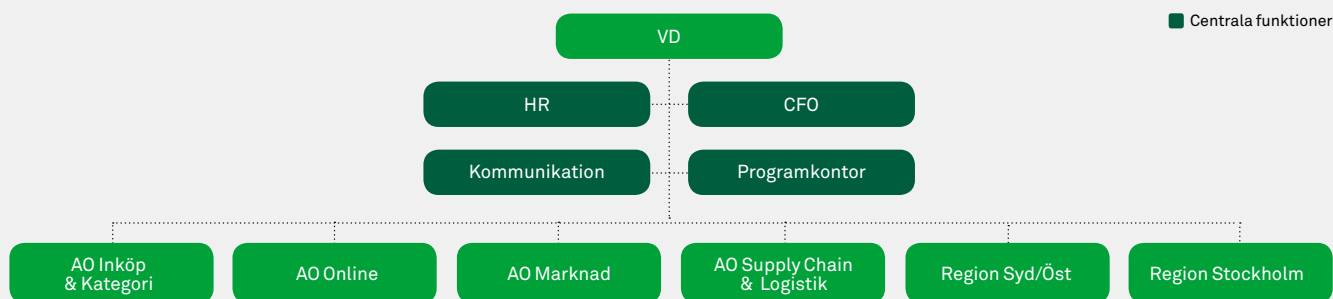 VD
Centrala funktioner
HR
CFO
Kommunikation
Programkontor
AO Inköp
& Kategori
AO Online
AO Marknad
AO Supply Chain
& Logistik
Region Syd/Öst
Region Stockholm